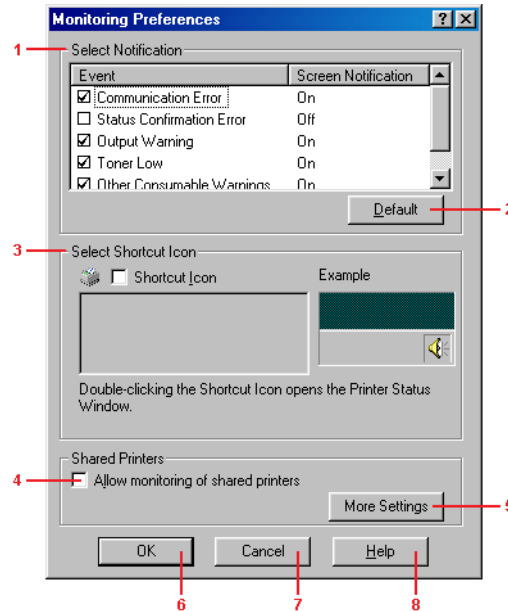 Monitoring Preferences
1 Select Notification
Event Screen Notification
Communication Error On
Status Confirmation Error Off
Output Warning On
Toner Low On
Other Consumable Warnings On
Default 2
3 Select Shortcut Icon
Shortcut Icon Example
Double-clicking the Shortcut Icon opens the Printer Status
Window.
Shared Printers
4 Allow monitoring of shared printers
More Settings 5
OK Cancel Help
6 7 8